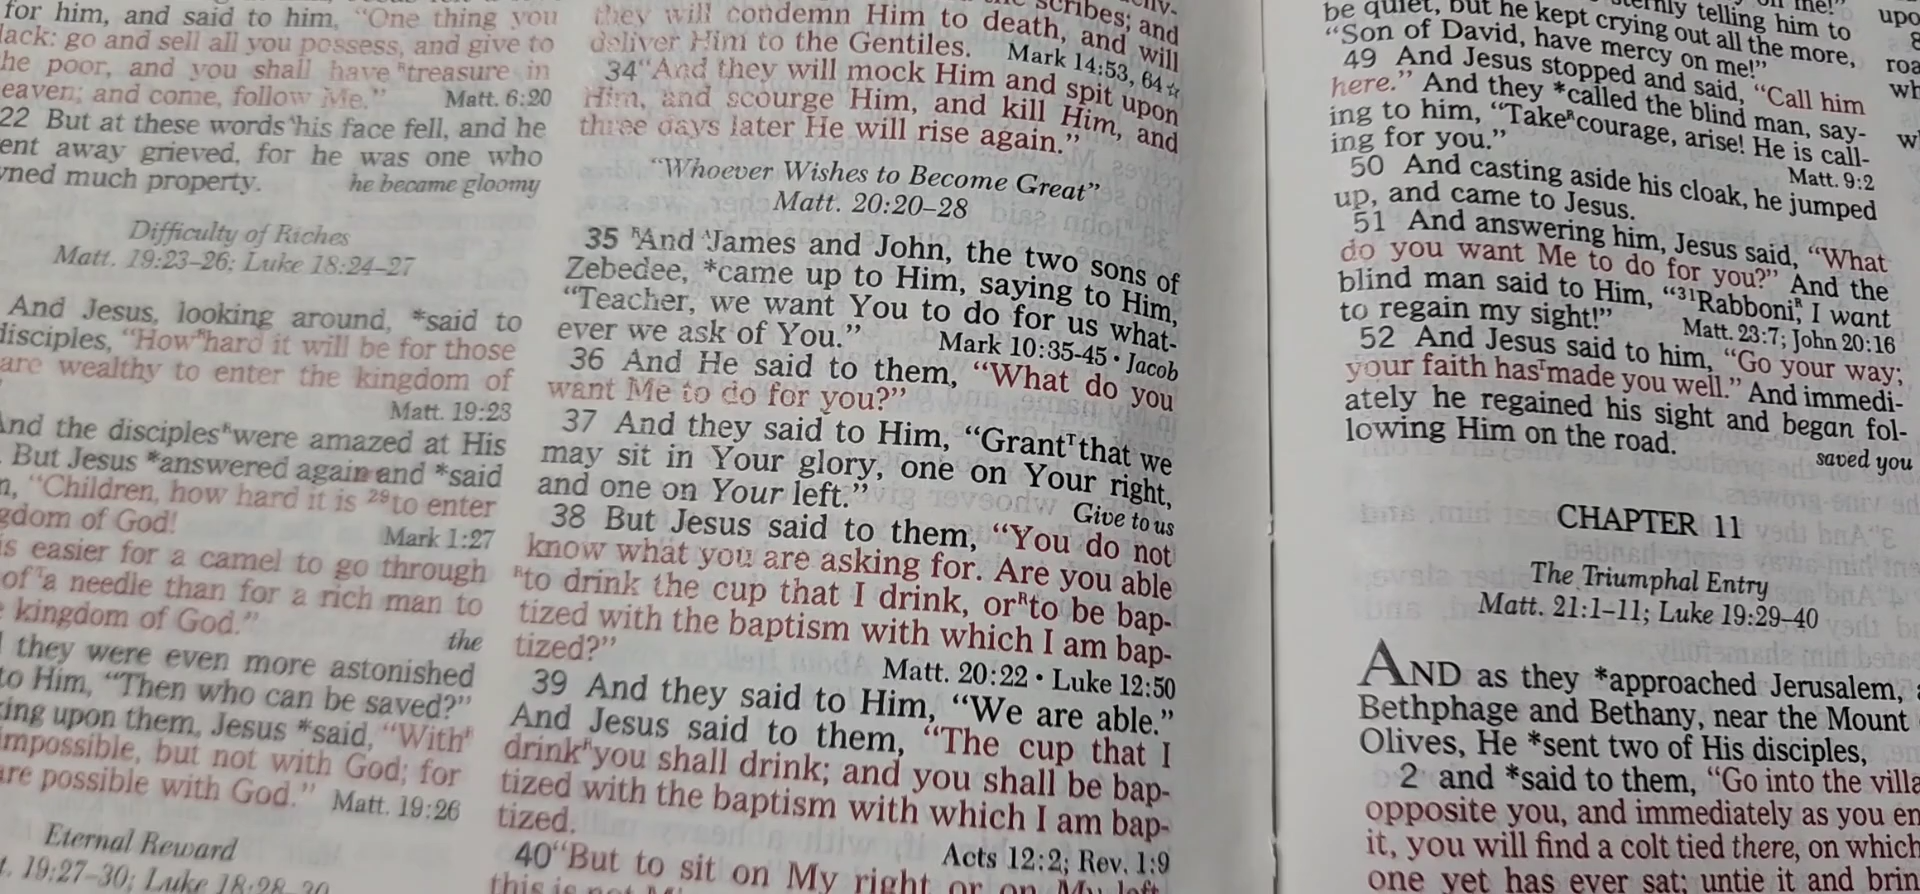 for him, and said to him, "One thing you
lack: go and sell all you possess, and give to
he poor, and you shall have ᴿtreasure in
eaven; and come, follow Me." Matt. 6:20
22 But at these words ᵀhis face fell, and he
ent away grieved, for he was one who
ned much property. he became gloomy
Difficulty of Riches
Matt. 19:23–26; Luke 18:24–27
And Jesus, looking around, *said to
disciples, "How ᴿhard it will be for those
are wealthy to enter the kingdom of
Matt. 19:23
And the disciples ᴿwere amazed at His
. But Jesus *answered again and *said
n, "Children, how hard it is ²⁹to enter
gdom of God! Mark 1:27
is easier for a camel to go through
of ᵀa needle than for a rich man to
kingdom of God." the
they were even more astonished
to Him, "Then who can be saved?"
king upon them, Jesus *said, "With ᴿ
impossible, but not with God; for
are possible with God." Matt. 19:26
Eternal Reward
t. 19:27–30; Luke 18:28–30
scribes; and
they will condemn Him to death, and will
deliver Him to the Gentiles. Mark 14:53, 64☆
34 "And they will mock Him and spit upon
Him, and scourge Him, and kill Him, and
three days later He will rise again."
"Whoever Wishes to Become Great"
Matt. 20:20–28
35 ᴿAnd ᴬJames and John, the two sons of
Zebedee, *came up to Him, saying to Him,
"Teacher, we want You to do for us what-
ever we ask of You." Mark 10:35-45 • Jacob
36 And He said to them, "What do you
want Me to do for you?"
37 And they said to Him, "Grant ᵀthat we
may sit in Your glory, one on Your right,
and one on Your left." Give to us
38 But Jesus said to them, "You do not
know what you are asking for. Are you able
ᴿto drink the cup that I drink, or ᴿto be bap-
tized with the baptism with which I am bap-
tized?" Matt. 20:22 • Luke 12:50
39 And they said to Him, "We are able."
And Jesus said to them, "The cup that I
drink ᴿyou shall drink; and you shall be bap-
tized with the baptism with which I am bap-
tized. Acts 12:2; Rev. 1:9
40 "But to sit on My right or on My left,
this is not
sternly telling him to
be quiet, but he kept crying out all the more,
"Son of David, have mercy on me!"
49 And Jesus stopped and said, "Call him
here." And they *called the blind man, say-
ing to him, "Take ᴿcourage, arise! He is call-
ing for you." Matt. 9:2
50 And casting aside his cloak, he jumped
up, and came to Jesus.
51 And answering him, Jesus said, "What
do you want Me to do for you?" And the
blind man said to Him, "³¹Rabboni,ᴿ I want
to regain my sight!" Matt. 23:7; John 20:16
52 And Jesus said to him, "Go your way;
your faith has ᵀmade you well." And immedi-
ately he regained his sight and began fol-
lowing Him on the road. saved you
CHAPTER 11
The Triumphal Entry
Matt. 21:1–11; Luke 19:29–40
AND as they *approached Jerusalem,
Bethphage and Bethany, near the Mount
Olives, He *sent two of His disciples,
2 and *said to them, "Go into the villa
opposite you, and immediately as you en
it, you will find a colt tied there, on which
one yet has ever sat; untie it and brin